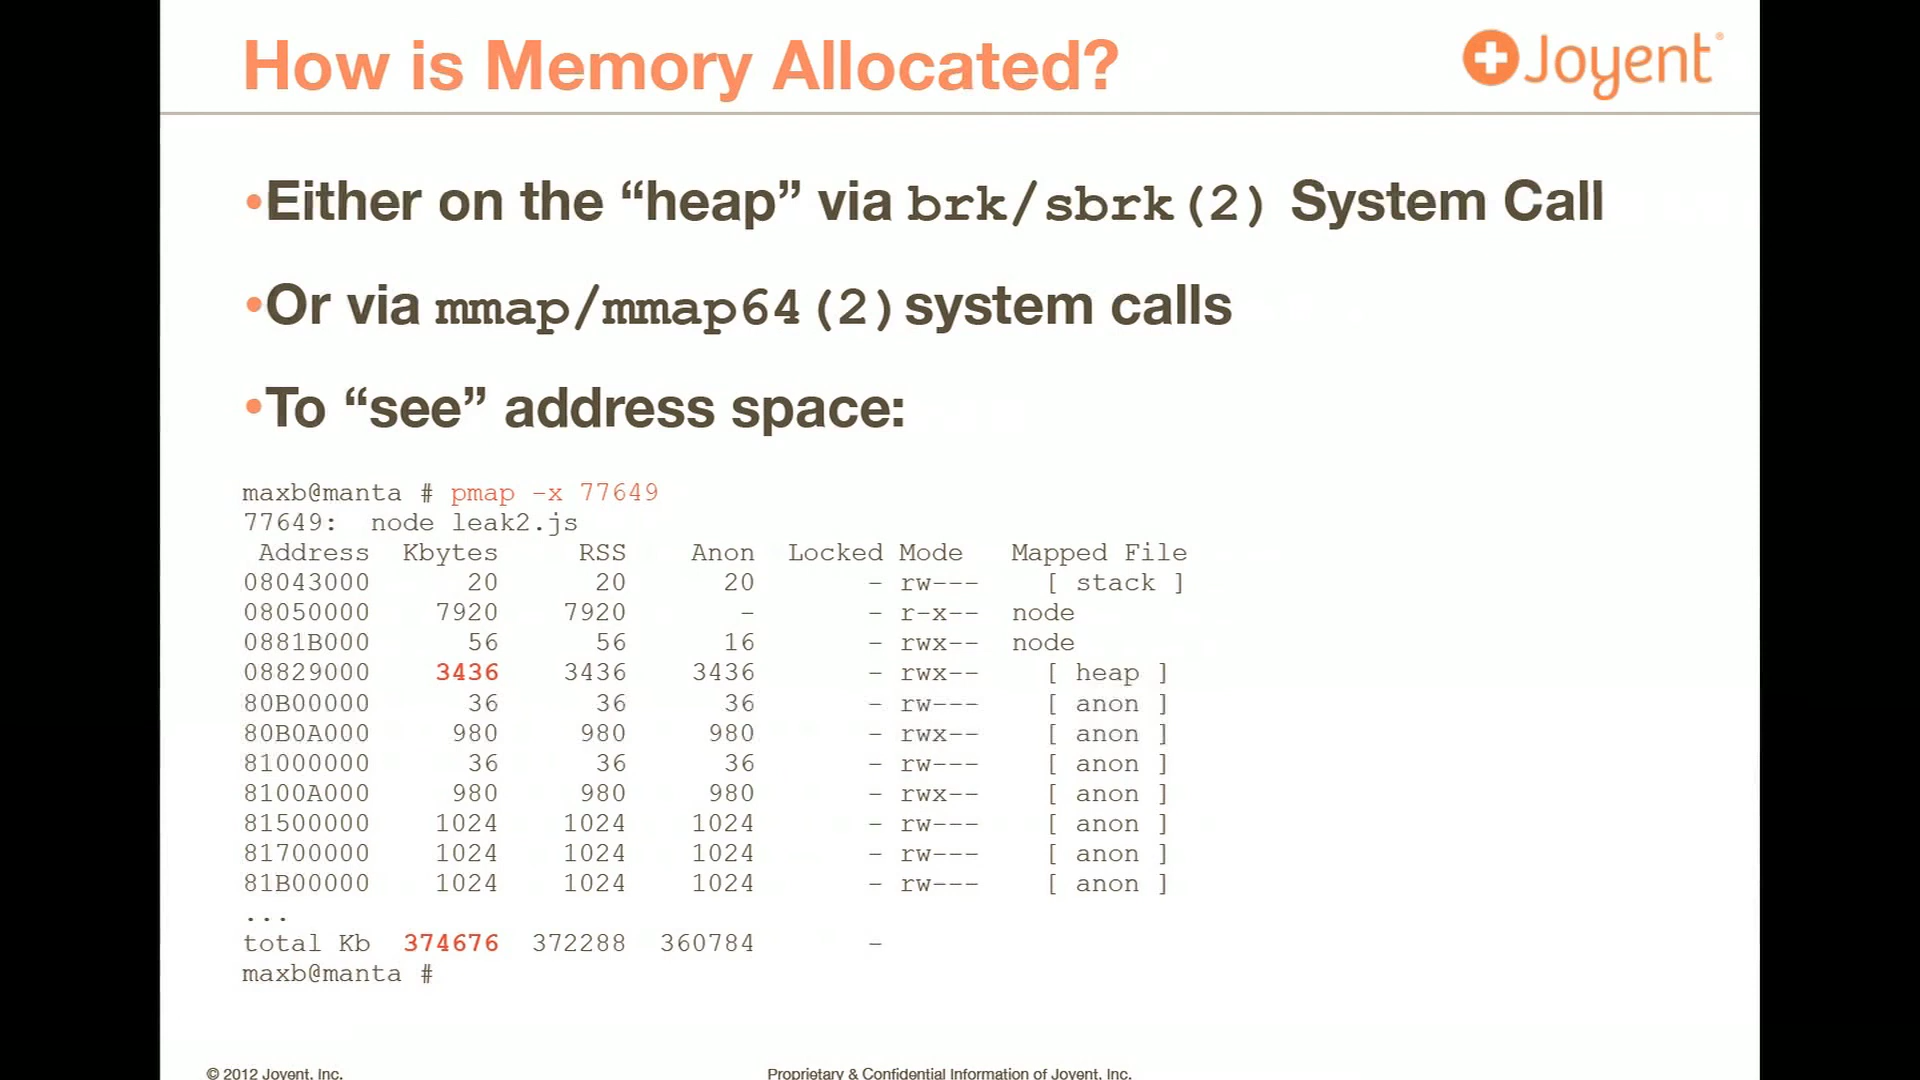 How is Memory Allocated?
Joyent®
•Either on the “heap” via brk/sbrk(2) System Call
•Or via mmap/mmap64(2)system calls
•To “see” address space:
maxb@manta # pmap -x 77649
77649:  node leak2.js
 Address  Kbytes     RSS    Anon  Locked Mode   Mapped File
08043000      20      20      20       - rw---    [ stack ]
08050000    7920    7920       -       - r-x--  node
0881B000      56      56      16       - rwx--  node
08829000    3436    3436    3436       - rwx--    [ heap ]
80B00000      36      36      36       - rw---    [ anon ]
80B0A000     980     980     980       - rwx--    [ anon ]
81000000      36      36      36       - rw---    [ anon ]
8100A000     980     980     980       - rwx--    [ anon ]
81500000    1024    1024    1024       - rw---    [ anon ]
81700000    1024    1024    1024       - rw---    [ anon ]
81B00000    1024    1024    1024       - rw---    [ anon ]
...
total Kb  374676  372288  360784       -
maxb@manta #
© 2012 Joyent, Inc.
Proprietary & Confidential Information of Joyent, Inc.